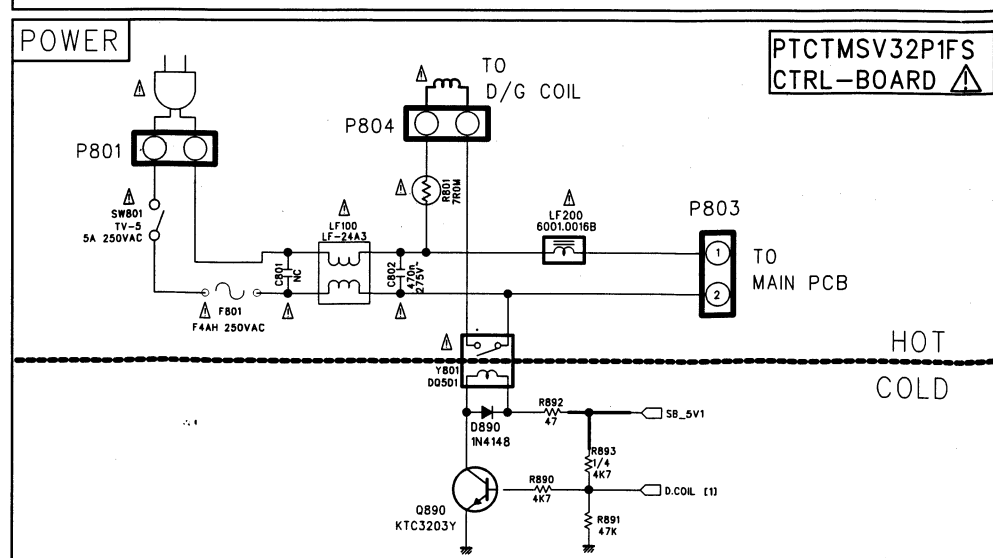 POWER
PTCTMSV32P1FS
CTRL-BOARD
TO
D/G COIL
P804
P801
R801
7R0M
SW801
TV-5
5A 250VAC
LF100
LF-24A3
LF200
6001.0016B
P803
C801
NC
C802
470n
275V~
1
2
TO
MAIN PCB
F801
F4AH 250VAC
HOT
Y801
DQ5D1
COLD
R892
47
SB_5V1
D890
1N4148
R893
1/4
4K7
R890
4K7
D.COIL [1]
Q890
KTC3203Y
R891
47K